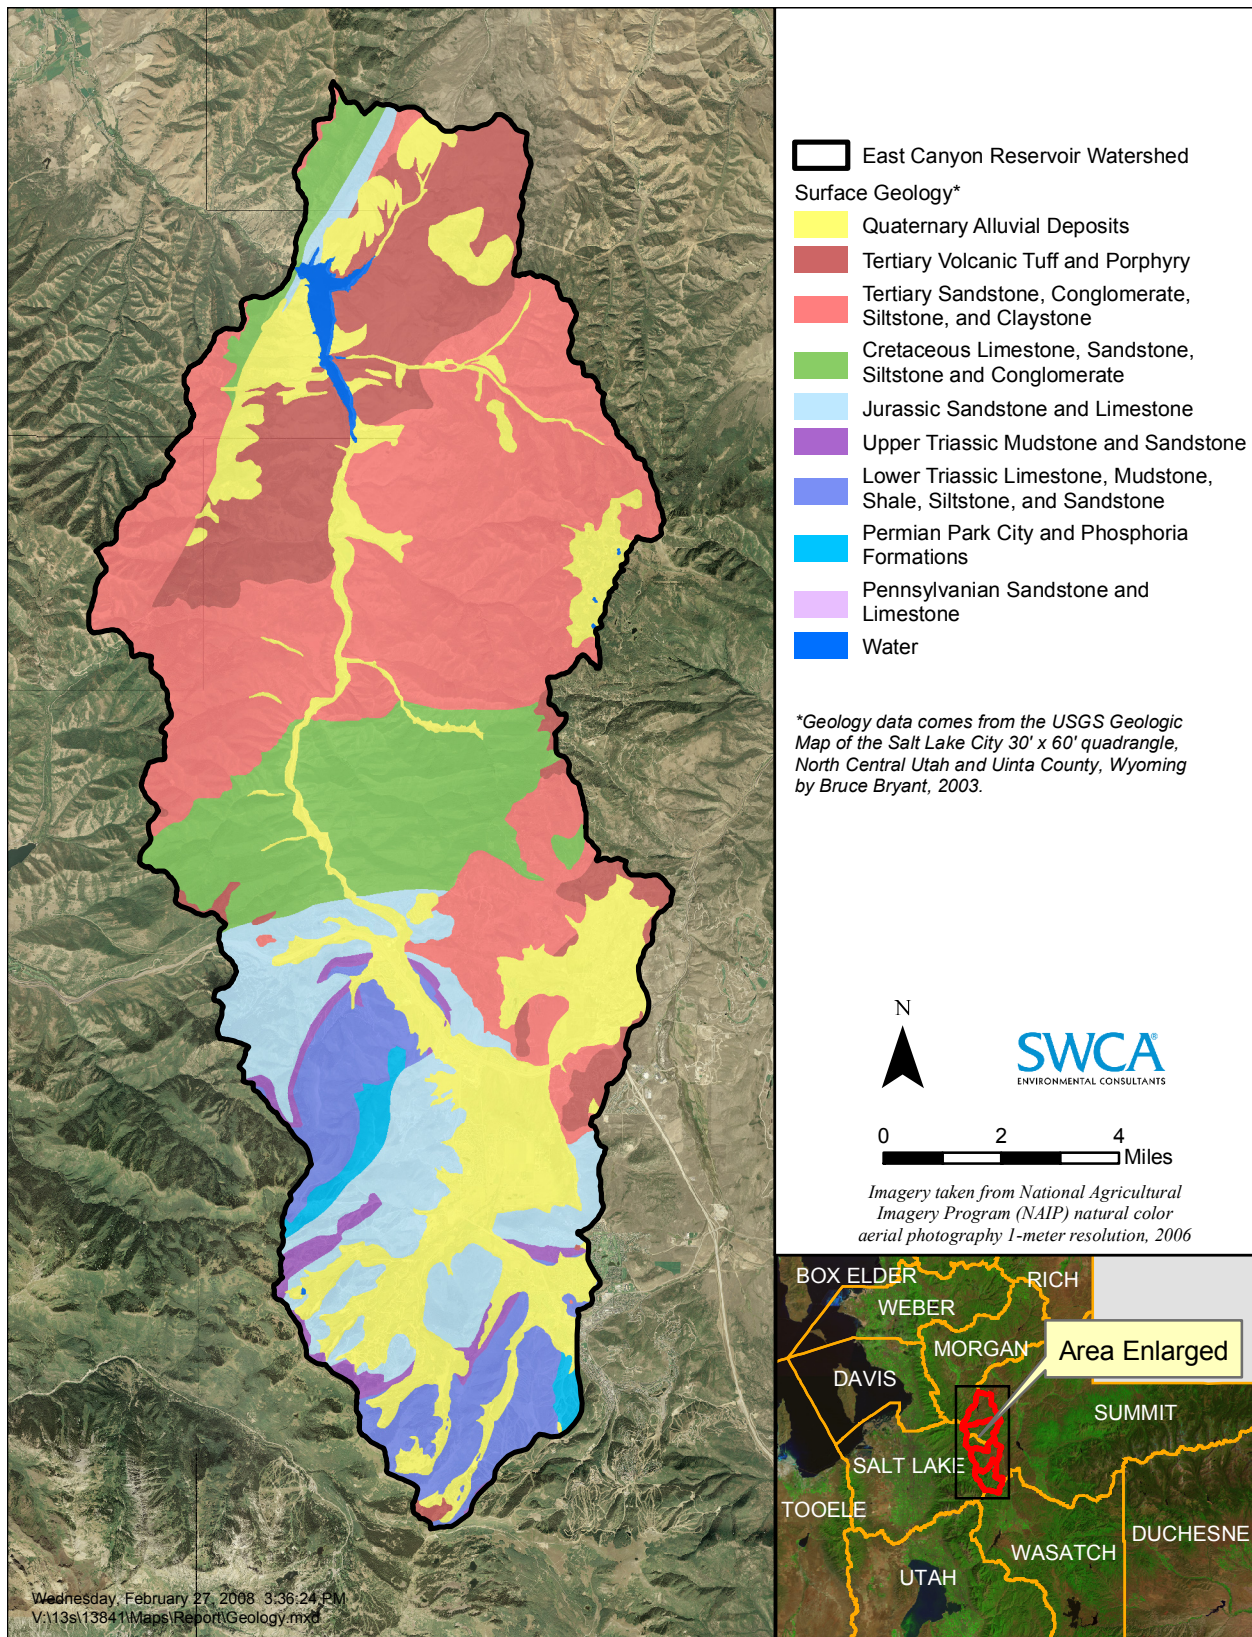 East Canyon Reservoir Watershed
Surface Geology*
Quaternary Alluvial Deposits
Tertiary Volcanic Tuff and Porphyry
Tertiary Sandstone, Conglomerate,
Siltstone, and Claystone
Cretaceous Limestone, Sandstone,
Siltstone and Conglomerate
Jurassic Sandstone and Limestone
Upper Triassic Mudstone and Sandstone
Lower Triassic Limestone, Mudstone,
Shale, Siltstone, and Sandstone
Permian Park City and Phosphoria
Formations
Pennsylvanian Sandstone and
Limestone
Water
*Geology data comes from the USGS Geologic
Map of the Salt Lake City 30' x 60' quadrangle,
North Central Utah and Uinta County, Wyoming
by Bruce Bryant, 2003.
N
SWCA®
ENVIRONMENTAL CONSULTANTS
0 2 4
Miles
Imagery taken from National Agricultural
Imagery Program (NAIP) natural color
aerial photography 1-meter resolution, 2006
BOX ELDER
RICH
WEBER
MORGAN
Area Enlarged
DAVIS
SUMMIT
SALT LAKE
TOOELE
DUCHESNE
WASATCH
UTAH
Wednesday, February 27, 2008 3:36:24 PM
V:\13s\13841\Maps\Report\Geology.mxd